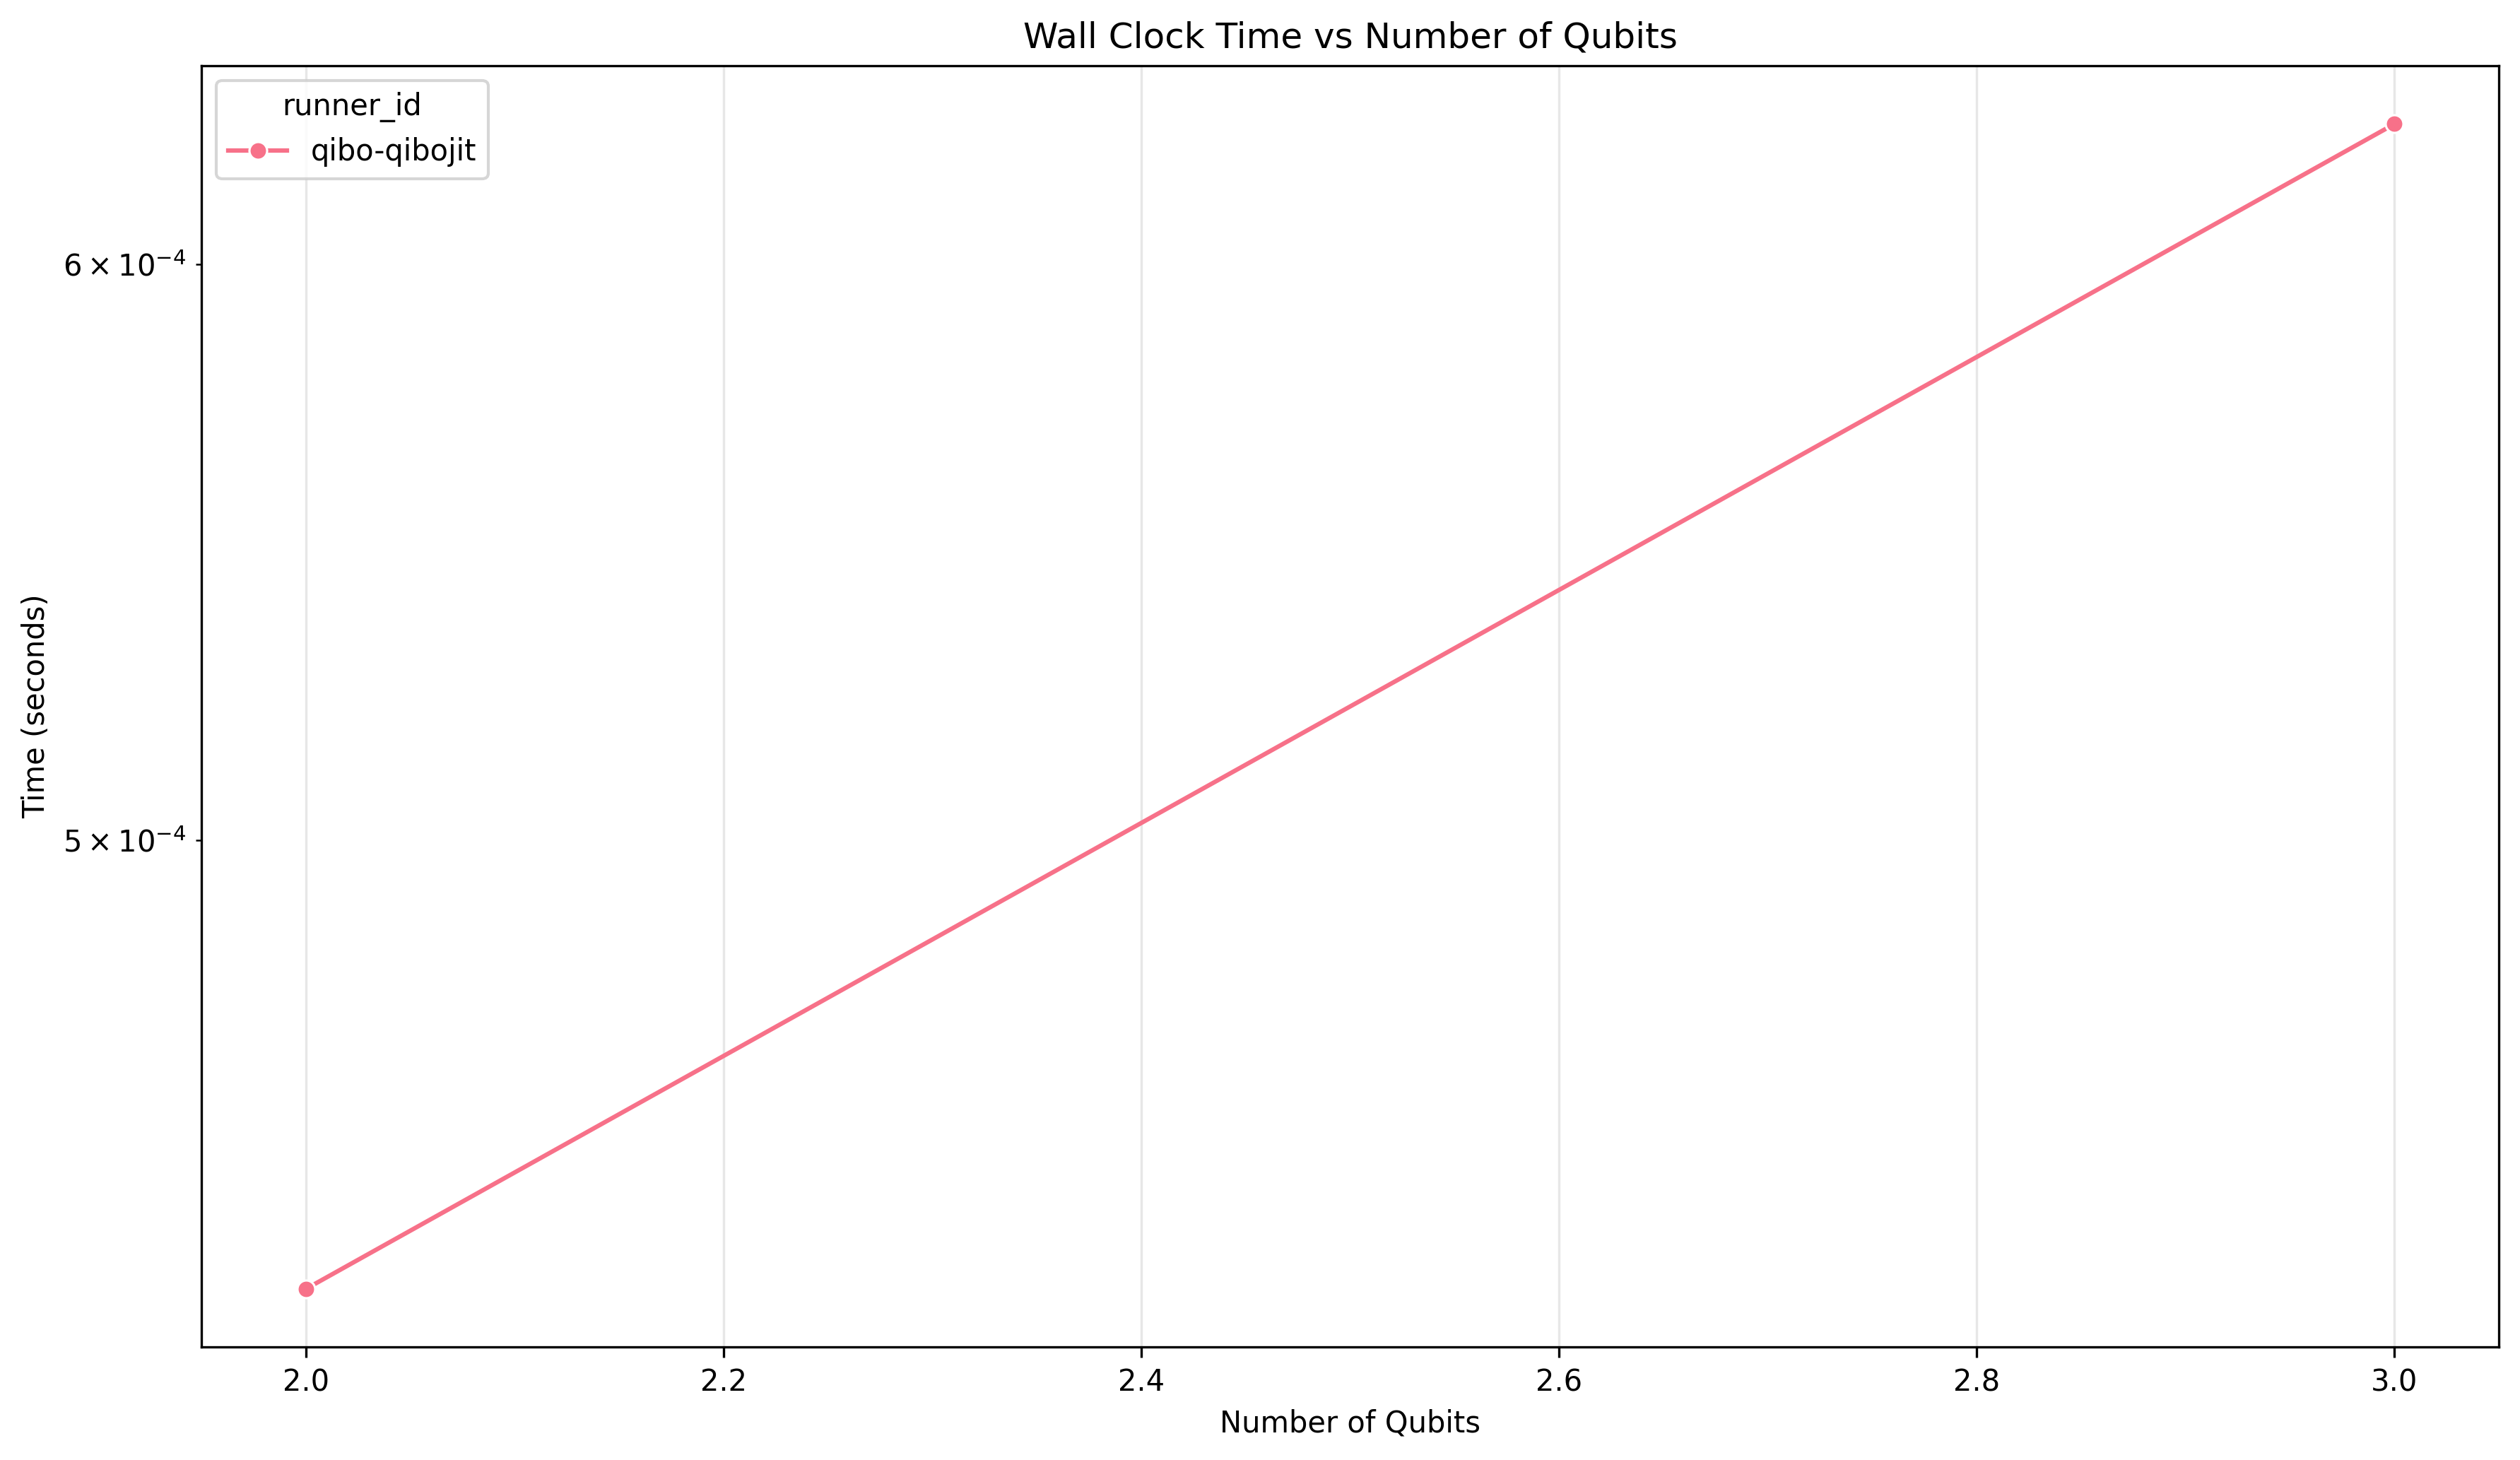 Wall Clock Time vs Number of Qubits
runner_id
qibo-qibojit
6 × 10⁻⁴
5 × 10⁻⁴
Time (seconds)
2.0
2.2
2.4
2.6
2.8
3.0
Number of Qubits